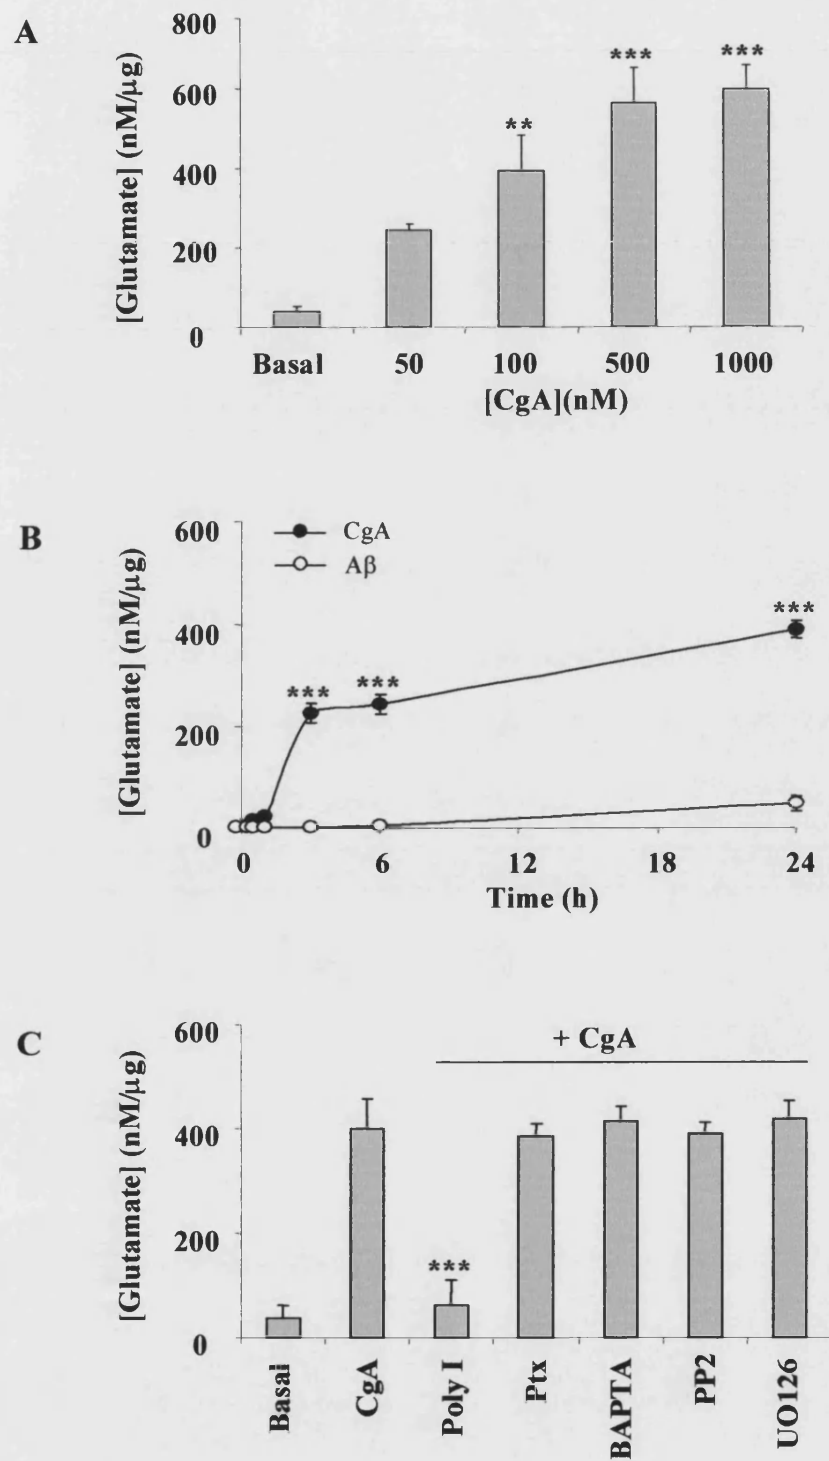 A
[Glutamate] (nM/µg)
800
600
400
200
0
**
***
***
Basal 50 100 500 1000
[CgA](nM)
B
[Glutamate] (nM/µg)
600
400
200
0
CgA
Aβ
***
***
***
0 6 12 18 24
Time (h)
C
[Glutamate] (nM/µg)
600
400
200
0
+ CgA
***
Basal
CgA
Poly I
Ptx
BAPTA
PP2
UO126